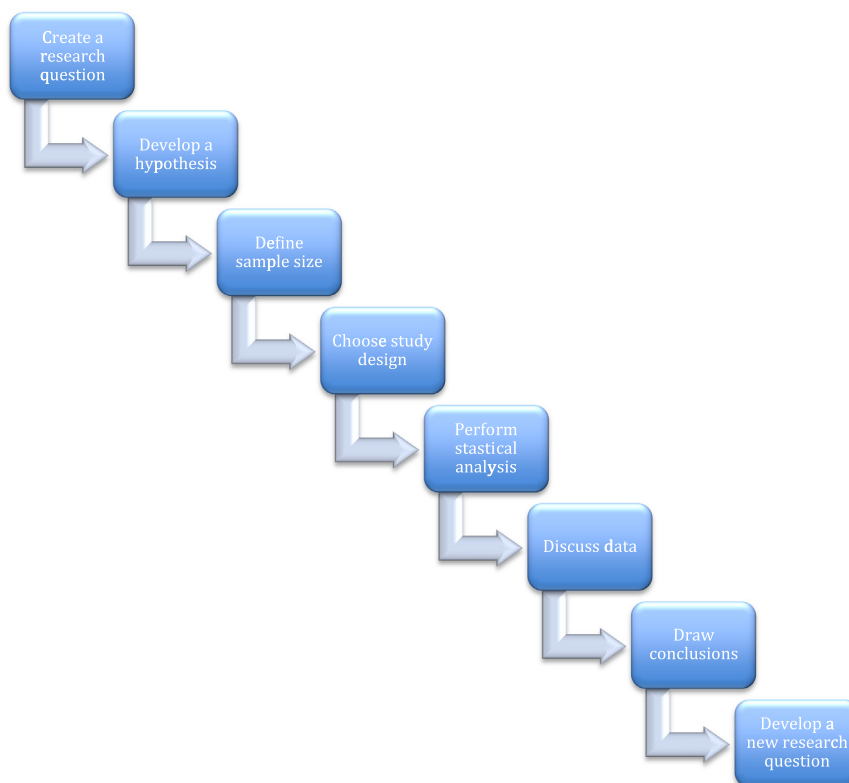 Create a
research
question
Develop a
hypothesis
Define
sample size
Choose study
design
Perform
stastical
analysis
Discuss data
Draw
conclusions
Develop a
new research
question